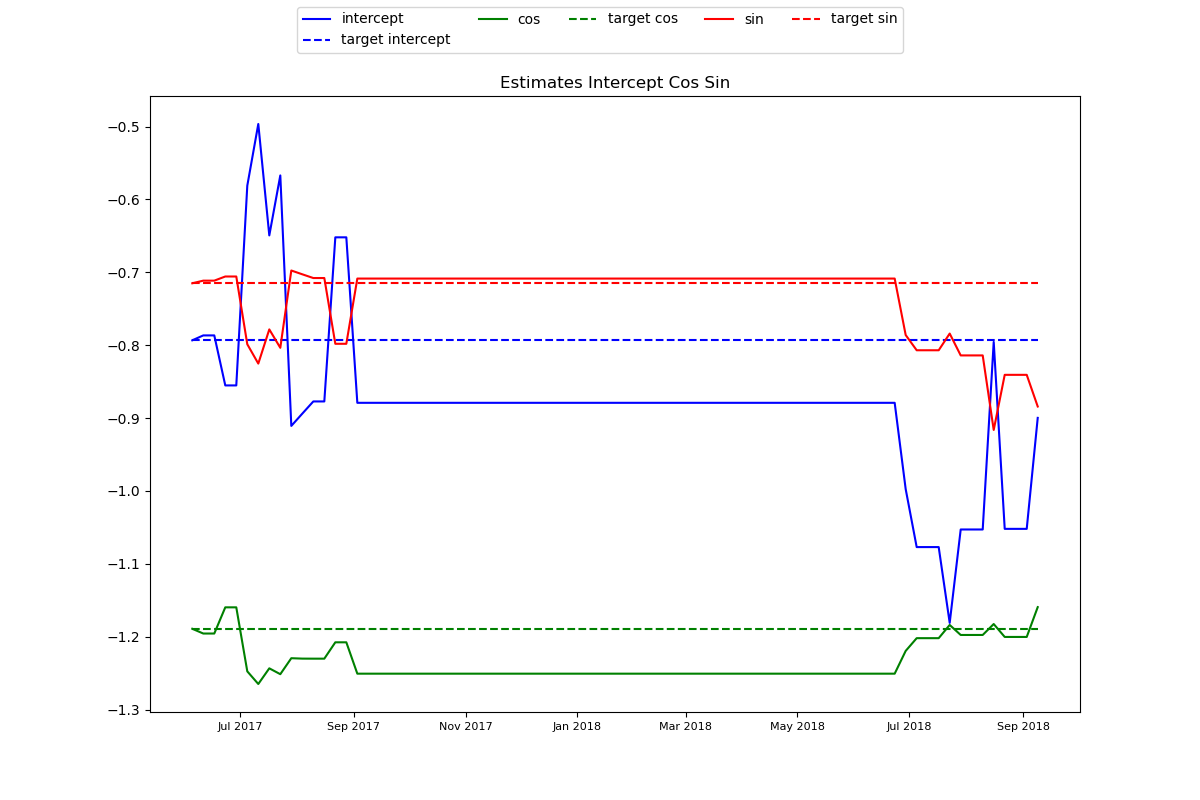 intercept cos target cos sin target sin
target intercept
Estimates Intercept Cos Sin
−0.5
−0.6
−0.7
−0.8
−0.9
−1.0
−1.1
−1.2
−1.3
Jul 2017 Sep 2017 Nov 2017 Jan 2018 Mar 2018 May 2018 Jul 2018 Sep 2018